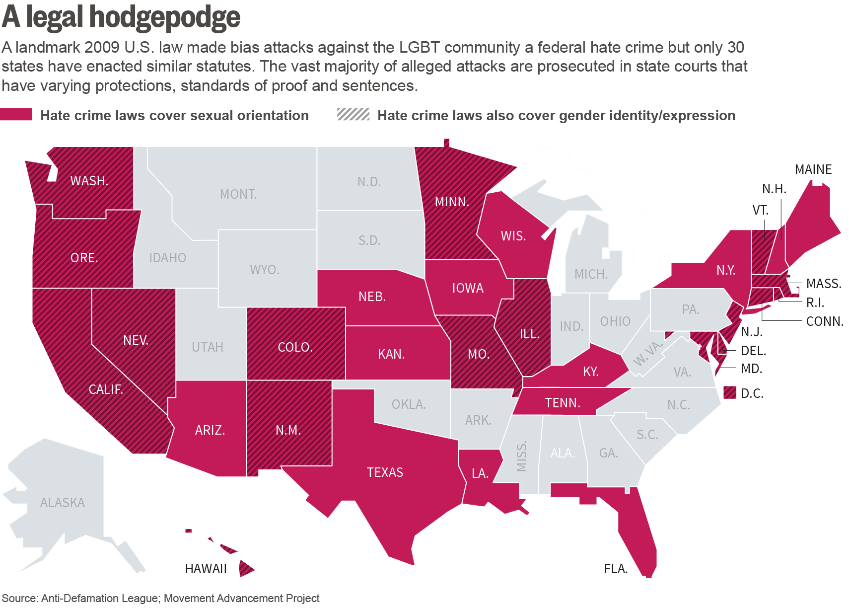 A legal hodgepodge
A landmark 2009 U.S. law made bias attacks against the LGBT community a federal hate crime but only 30
states have enacted similar statutes. The vast majority of alleged attacks are prosecuted in state courts that
have varying protections, standards of proof and sentences.
Hate crime laws cover sexual orientation
Hate crime laws also cover gender identity/expression
MAINE
WASH.
N.H.
MONT.
N.D.
MINN.
VT.
ORE.
IDAHO
S.D.
WIS.
WYO.
MICH.
N.Y.
MASS.
NEB.
IOWA
R.I.
PA.
CONN.
NEV.
UTAH
COLO.
ILL.
IND.
OHIO
N.J.
KAN.
MO.
W. VA.
DEL.
CALIF.
KY.
VA.
MD.
D.C.
ARIZ.
N.M.
OKLA.
TENN.
N.C.
ARK.
S.C.
TEXAS
LA.
MISS.
ALA.
GA.
ALASKA
HAWAII
FLA.
Source: Anti-Defamation League; Movement Advancement Project